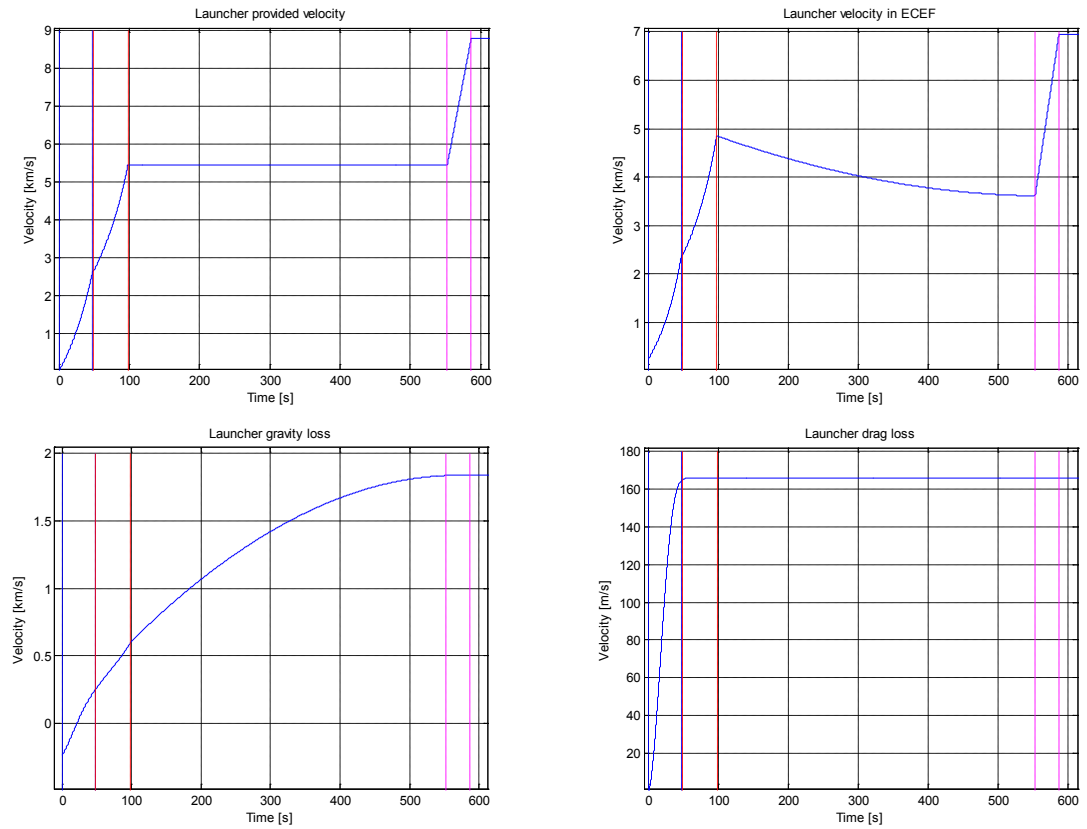 Launcher provided velocity
9
8
7
6
5
4
3
2
1
Velocity [km/s]
0 100 200 300 400 500 600
Time [s]
Launcher velocity in ECEF
7
6
5
4
3
2
1
Velocity [km/s]
0 100 200 300 400 500 600
Time [s]
Launcher gravity loss
2
1.5
1
0.5
0
Velocity [km/s]
0 100 200 300 400 500 600
Time [s]
Launcher drag loss
180
160
140
120
100
80
60
40
20
Velocity [m/s]
0 100 200 300 400 500 600
Time [s]